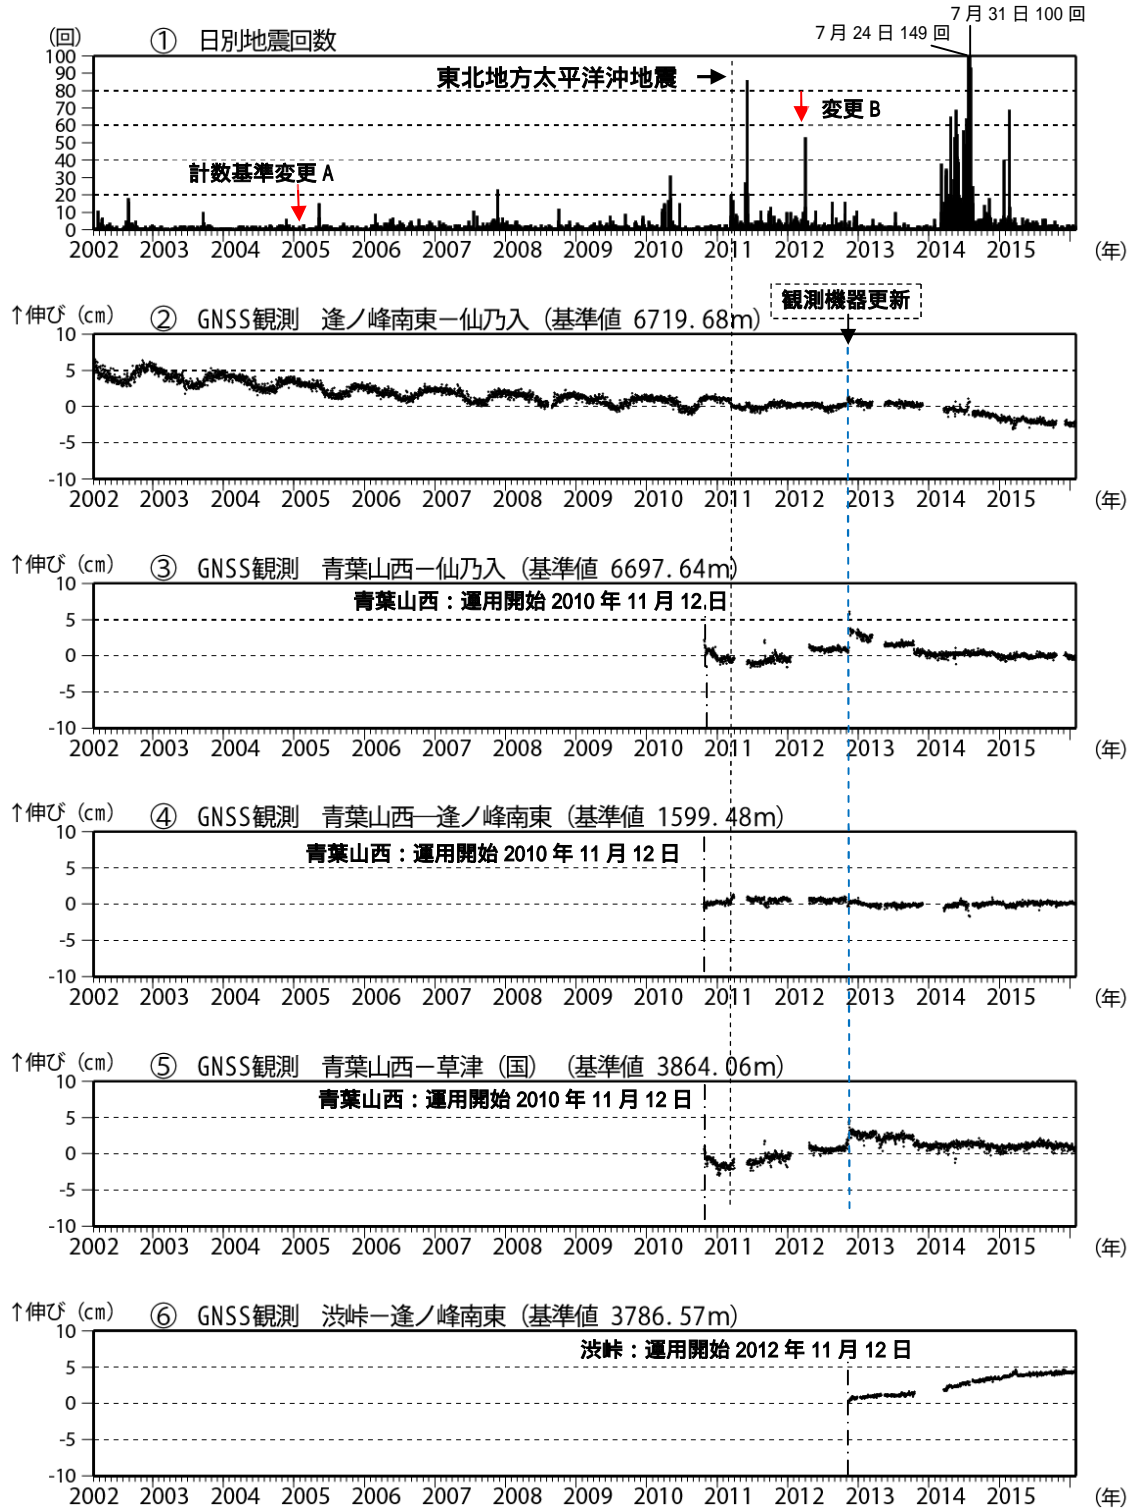 7月31日100回
7月24日149回
(回)
① 日別地震回数
100
90
80
60
50
40
30
20
10
0
東北地方太平洋沖地震
変更B
計数基準変更A
2002 2003 2004 2005 2006 2007 2008 2009 2010 2011 2012 2013 2014 2015 (年)
観測機器更新
↑伸び(cm) ② GNSS観測 逢ノ峰南東－仙乃入(基準値 6719.68m)
10
5
0
-5
-10
2002 2003 2004 2005 2006 2007 2008 2009 2010 2011 2012 2013 2014 2015 (年)
↑伸び(cm) ③ GNSS観測 青葉山西－仙乃入(基準値 6697.64m)
青葉山西：運用開始2010年11月12日
10
5
0
-5
-10
2002 2003 2004 2005 2006 2007 2008 2009 2010 2011 2012 2013 2014 2015 (年)
↑伸び(cm) ④ GNSS観測 青葉山西―逢ノ峰南東(基準値 1599.48m)
青葉山西：運用開始2010年11月12日
10
5
0
-5
-10
2002 2003 2004 2005 2006 2007 2008 2009 2010 2011 2012 2013 2014 2015 (年)
↑伸び(cm) ⑤ GNSS観測 青葉山西－草津(国) (基準値 3864.06m)
青葉山西：運用開始2010年11月12日
10
5
0
-5
-10
2002 2003 2004 2005 2006 2007 2008 2009 2010 2011 2012 2013 2014 2015 (年)
↑伸び(cm) ⑥ GNSS観測 渋峠－逢ノ峰南東(基準値 3786.57m)
渋峠：運用開始2012年11月12日
10
5
0
-5
-10
2002 2003 2004 2005 2006 2007 2008 2009 2010 2011 2012 2013 2014 2015 (年)